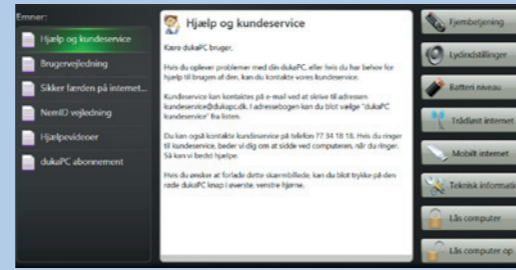 Emner:
Hjælp og kundeservice
Brugervejledning
Sikker færden på internet...
NemID vejledning
Hjælpevideoer
dukaPC abonnement
Hjælp og kundeservice
Kære dukaPC bruger.
Hvis du oplever problemer med din dukaPC, eller hvis du har behov for
hjælp til brugen af den, kan du kontakte vores kundeservice.
Kundeservice kan kontaktes på e-mail ved at skrive til adressen
kundeservice@dukapc.dk. I adressebogen kan du blot vælge "dukaPC
kundeservice" fra listen.
Du kan også kontakte kundeservice på telefon 77 34 18 18. Hvis du ringer
til kundeservice, beder vi dig om at sidde ved computeren, når du ringer.
Så kan vi bedst hjælpe.
Hvis du ønsker at forlade dette skærmbillede, kan du blot trykke på den
røde dukaPC knap i øverste, venstre hjørne.
Fjernbetjening
Lydindstillinger
Batteri niveau
Trådløst internet
Mobilt internet
Teknisk informatio
Lås computer
Lås computer op